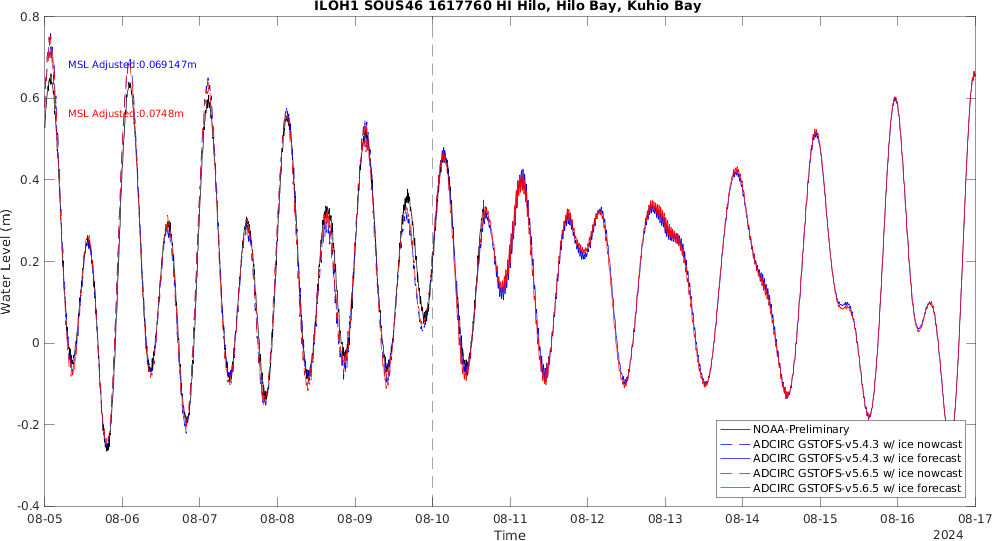 ILOH1 SOUS46 1617760 HI Hilo, Hilo Bay, Kuhio Bay
0.8
0.6
0.4
0.2
0
-0.2
-0.4
Water Level (m)
MSL Adjusted:0.069147m
MSL Adjusted:0.0748m
NOAA-Preliminary
ADCIRC GSTOFS-v5.4.3 w/ ice nowcast
ADCIRC GSTOFS-v5.4.3 w/ ice forecast
ADCIRC GSTOFS-v5.6.5 w/ ice nowcast
ADCIRC GSTOFS-v5.6.5 w/ ice forecast
08-05 08-06 08-07 08-08 08-09 08-10 08-11 08-12 08-13 08-14 08-15 08-16 08-17
Time
2024